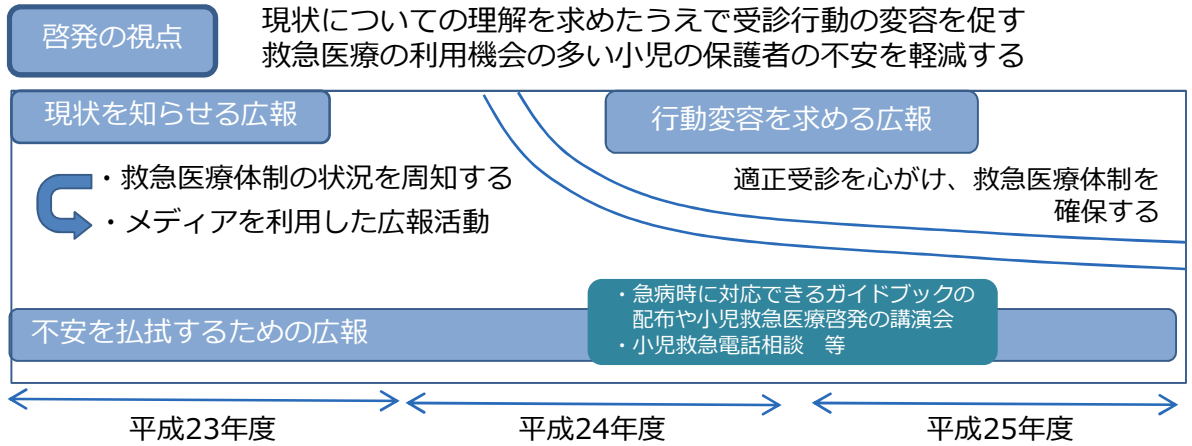 啓発の視点
現状についての理解を求めたうえで受診行動の変容を促す
救急医療の利用機会の多い小児の保護者の不安を軽減する
現状を知らせる広報
・救急医療体制の状況を周知する
・メディアを利用した広報活動
行動変容を求める広報
適正受診を心がけ、救急医療体制を
確保する
不安を払拭するための広報
・急病時に対応できるガイドブックの
配布や小児救急医療啓発の講演会
・小児救急電話相談　等
平成23年度
平成24年度
平成25年度